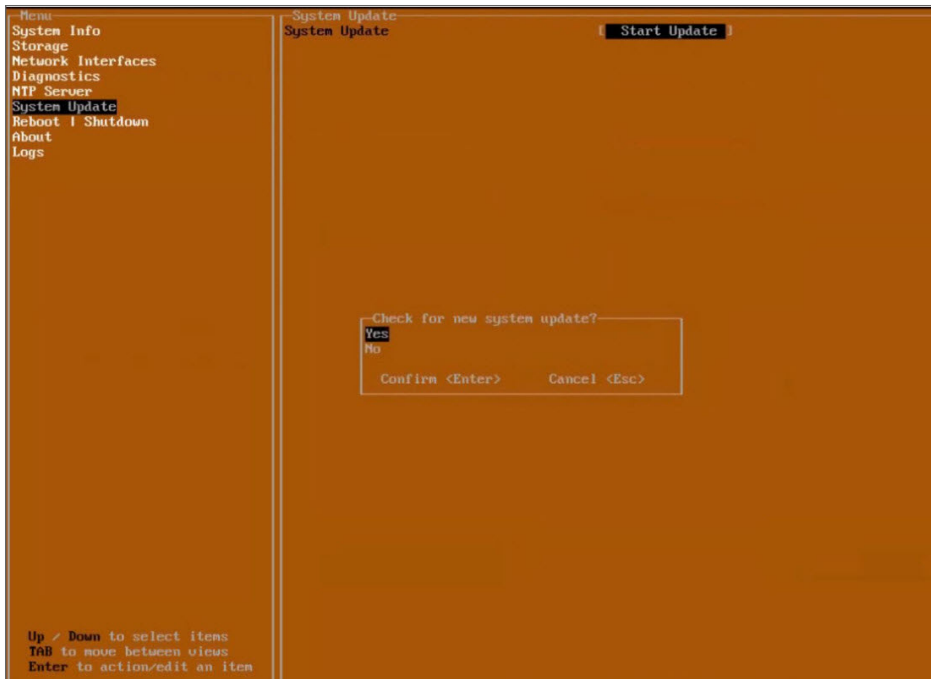 Menu
System Info
Storage
Network Interfaces
Diagnostics
NTP Server
System Update
Reboot | Shutdown
About
Logs
Up / Down to select items
TAB to move between views
Enter to action/edit an item
System Update
System Update [ Start Update ]
Check for new system update?
Yes
No
Confirm <Enter> Cancel <Esc>